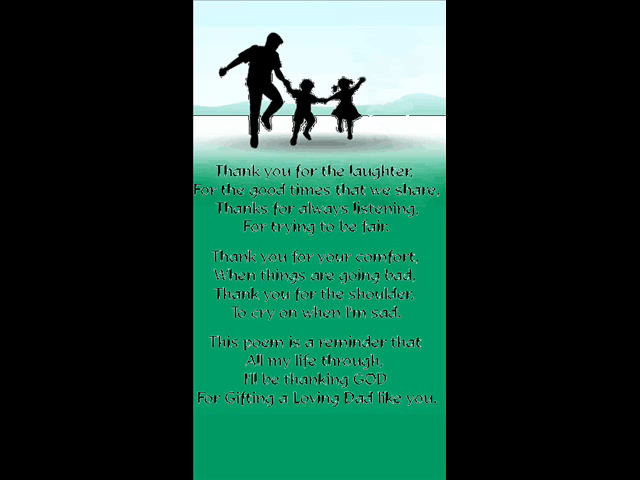 Thank you for the laughter,
For the good times that we share,
Thanks for always listening,
For trying to be fair.
Thank you for your comfort,
When things are going bad,
Thank you for the shoulder,
To cry on when I'm sad.
This poem is a reminder that
All my life through,
I'll be thanking GOD
For Gifting a Loving Dad like you.